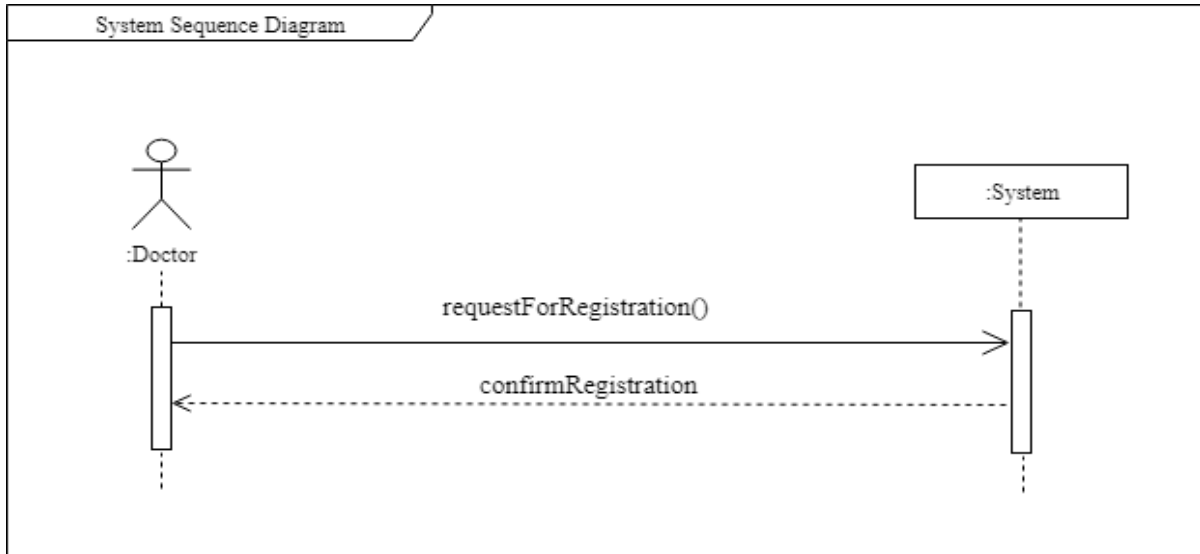 System Sequence Diagram
:System
:Doctor
requestForRegistration()
confirmRegistration